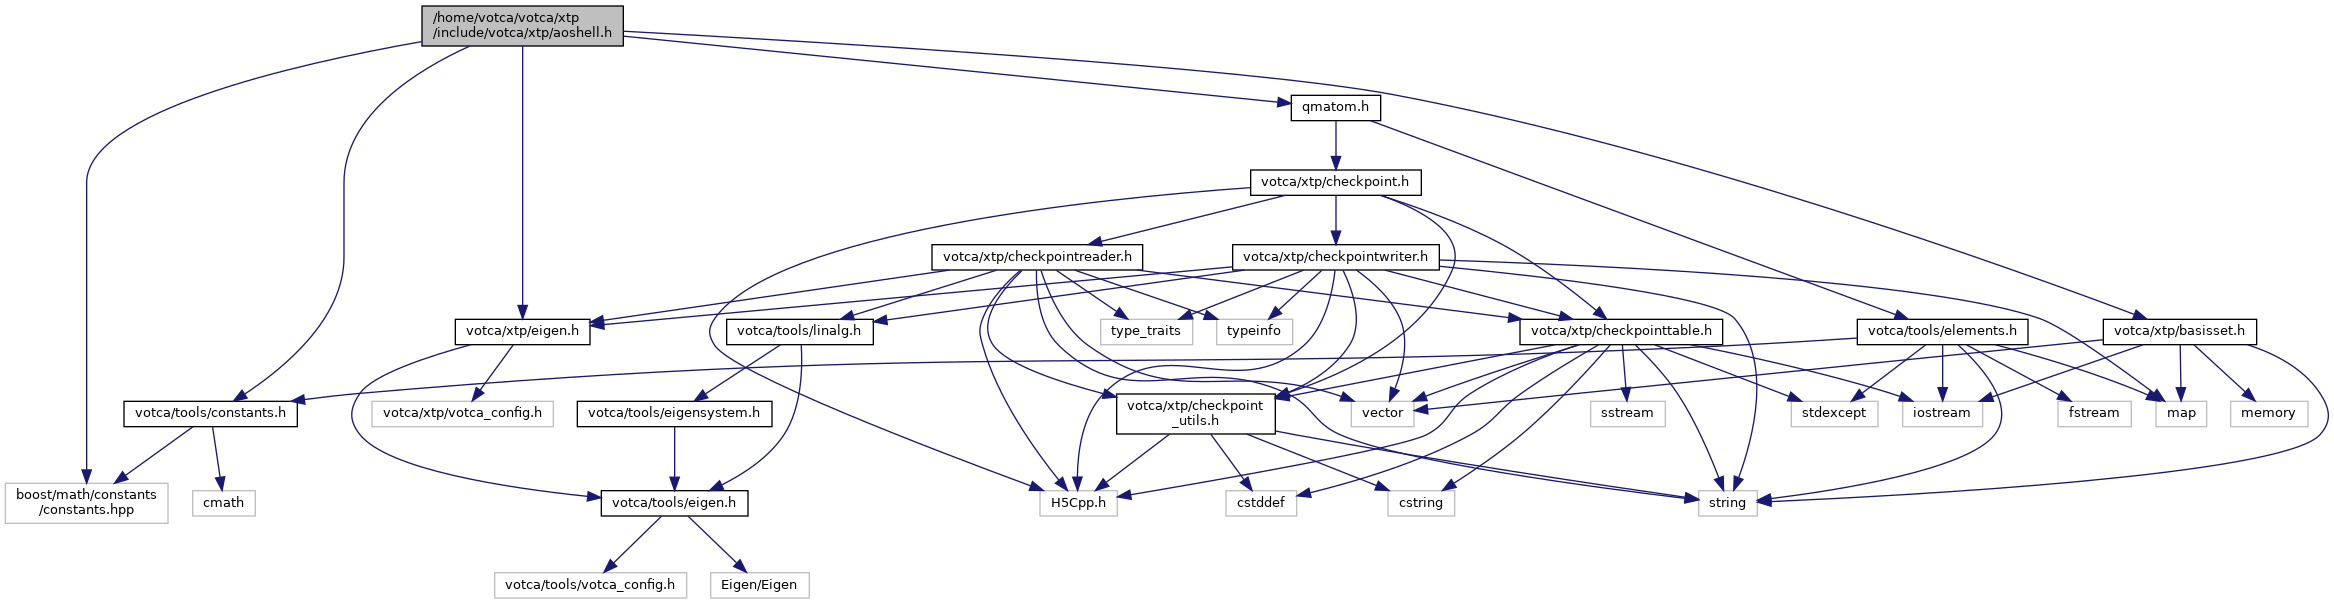 /home/votca/votca/xtp
/include/votca/xtp/aoshell.h
qmatom.h
votca/xtp/checkpoint.h
votca/xtp/checkpointreader.h
votca/xtp/checkpointwriter.h
votca/xtp/eigen.h
votca/tools/linalg.h
type_traits
typeinfo
votca/xtp/checkpointtable.h
votca/tools/elements.h
votca/xtp/basisset.h
votca/tools/constants.h
votca/xtp/votca_config.h
votca/tools/eigensystem.h
votca/xtp/checkpoint
_utils.h
vector
sstream
stdexcept
iostream
fstream
map
memory
boost/math/constants
/constants.hpp
cmath
votca/tools/eigen.h
H5Cpp.h
cstddef
cstring
string
votca/tools/votca_config.h
Eigen/Eigen